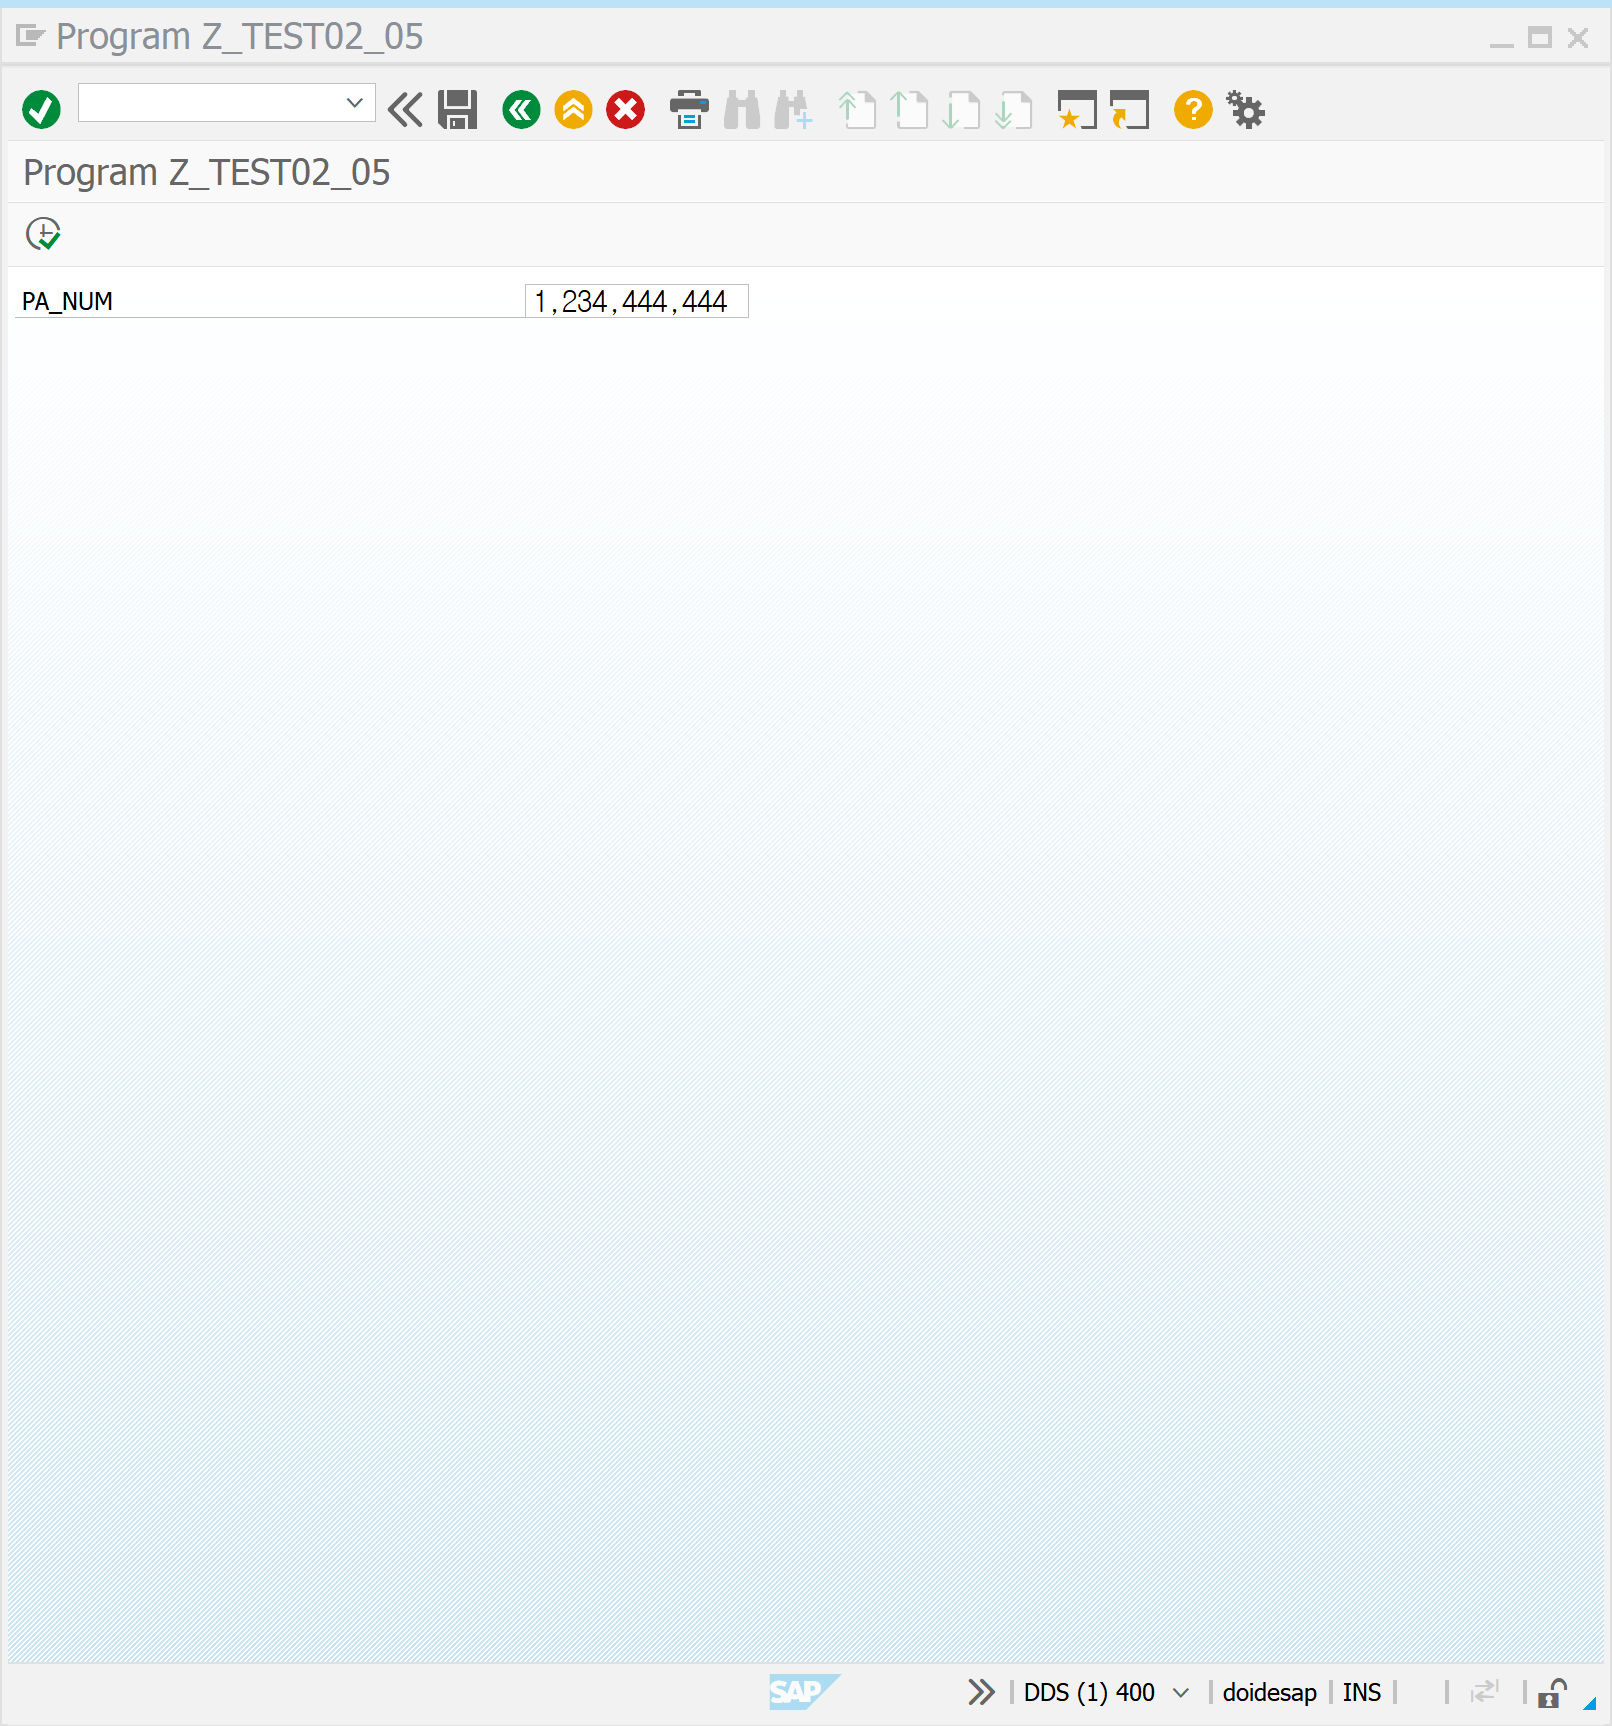 Program Z_TEST02_05
Program Z_TEST02_05
PA_NUM 1,234,444,444
SAP DDS (1) 400 doidesap INS